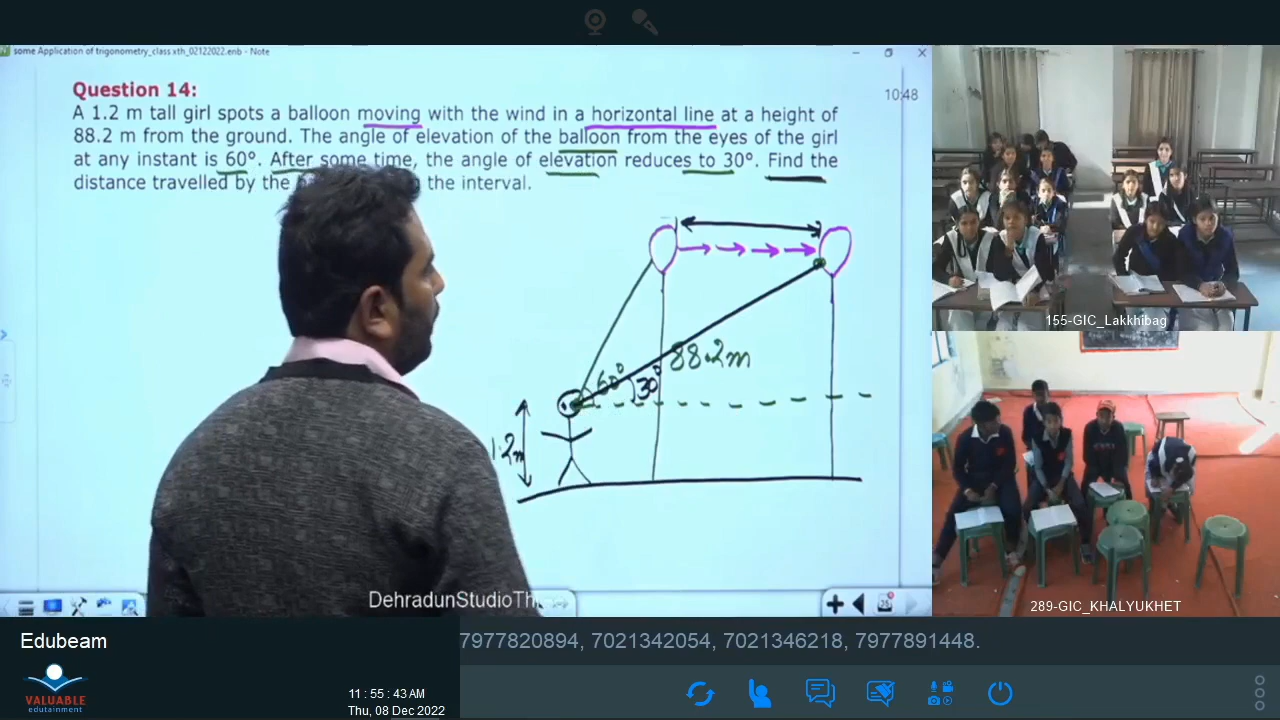 some Application of trigonometry_class xth_02122022.enb - Note
Question 14:
10:48
A 1.2 m tall girl spots a balloon moving with the wind in a horizontal line at a height of
88.2 m from the ground. The angle of elevation of the balloon from the eyes of the girl
at any instant is 60°. After some time, the angle of elevation reduces to 30°. Find the
distance travelled by the the interval.
60°
30°
88.2m
1.2m
DehradunStudioTh
155-GIC_Lakkhibag
289-GIC_KHALYUKHET
Edubeam
7977820894, 7021342054, 7021346218, 7977891448.
VALUABLE
edutainment
11 : 55 : 43 AM
Thu, 08 Dec 2022